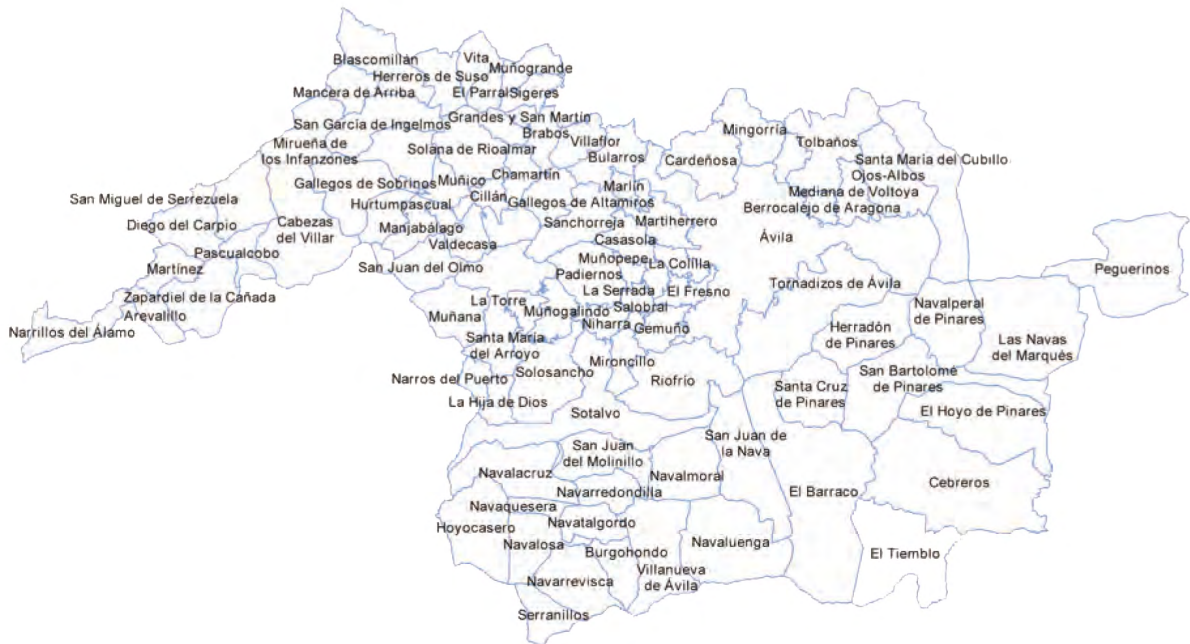 Blascomillán
Vita
Muñogrande
Herreros de Suso
Mancera de Arriba
El Parral
Sigeres
San García de Ingelmos
Grandes y San Martín
Brabos
Mirueña de
los Infanzones
Solana de Rioalmar
Villaflor
Bularros
Cardeñosa
Mingorría
Tolbaños
Santa María del Cubillo
Ojos-Albos
Gallegos de Sobrinos
Muñico
Chamartín
Marlín
Mediana de Voltoya
San Miguel de Serrezuela
Hurtumpascual
Cillán
Gallegos de Altamiros
Berrocalejo de Aragona
Diego del Carpio
Cabezas
del Villar
Manjabálago
Sanchorreja
Martiherrero
Ávila
Valdecasa
Casasola
Pascualcobo
Martínez
San Juan del Olmo
Muñopepe
La Colilla
Padiernos
Peguerinos
Zapardiel de la Cañada
La Serrada
El Fresno
Tornadizos de Ávila
Arevalillo
La Torre
Muñogalindo
Salobral
Navalperal
de Pinares
Narrillos del Álamo
Muñana
Niharra
Gemuño
Herradón
de Pinares
Las Navas
del Marqués
Santa María
del Arroyo
Mironcillo
Solosancho
Riofrío
San Bartolomé
de Pinares
Narros del Puerto
Santa Cruz
de Pinares
La Hija de Dios
Sotalvo
El Hoyo de Pinares
San Juan de
la Nava
San Juan
del Molinillo
Navalacruz
Navalmoral
Cebreros
Navarredondilla
El Barraco
Navaquesera
Hoyocasero
Navatalgordo
Navalosa
Burgohondo
Navaluenga
El Tiemblo
Navarrevisca
Villanueva
de Ávila
Serranillos